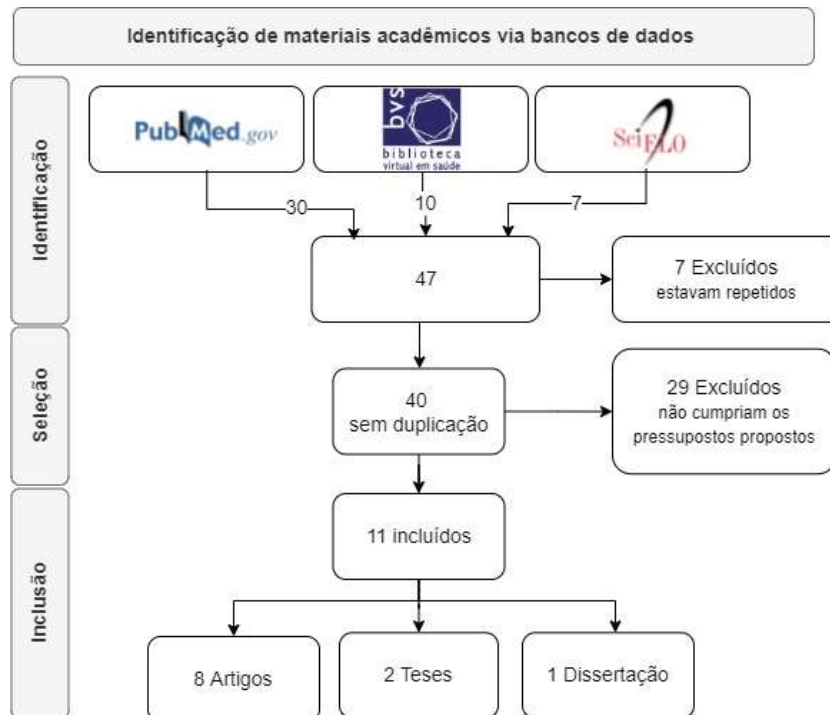 Identificação de materiais acadêmicos via bancos de dados
Identificação
PubMed.gov
bvs
biblioteca
virtual em saúde
SciELO
30
10
7
47
7 Excluídos
estavam repetidos
Seleção
40
sem duplicação
29 Excluídos
não cumpriam os
pressupostos propostos
Inclusão
11 incluídos
8 Artigos
2 Teses
1 Dissertação